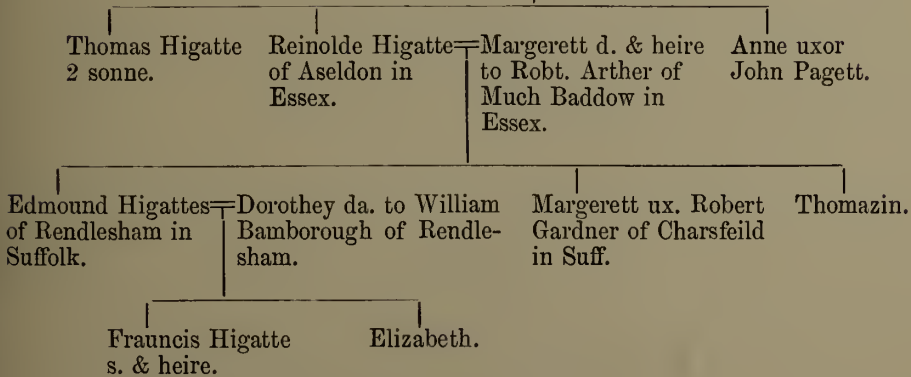 Thomas Higatte
2 sonne.
Reinolde Higatte
of Aseldon in
Essex.
Margerett d. & heire
to Robt. Arther of
Much Baddow in
Essex.
Anne uxor
John Pagett.
Edmound Higattes
of Rendlesham in
Suffolk.
Dorothey da. to William
Bamborough of Rendle-
sham.
Margerett ux. Robert
Gardner of Charsfeild
in Suff.
Thomazin.
Frauncis Higatte
s. & heire.
Elizabeth.